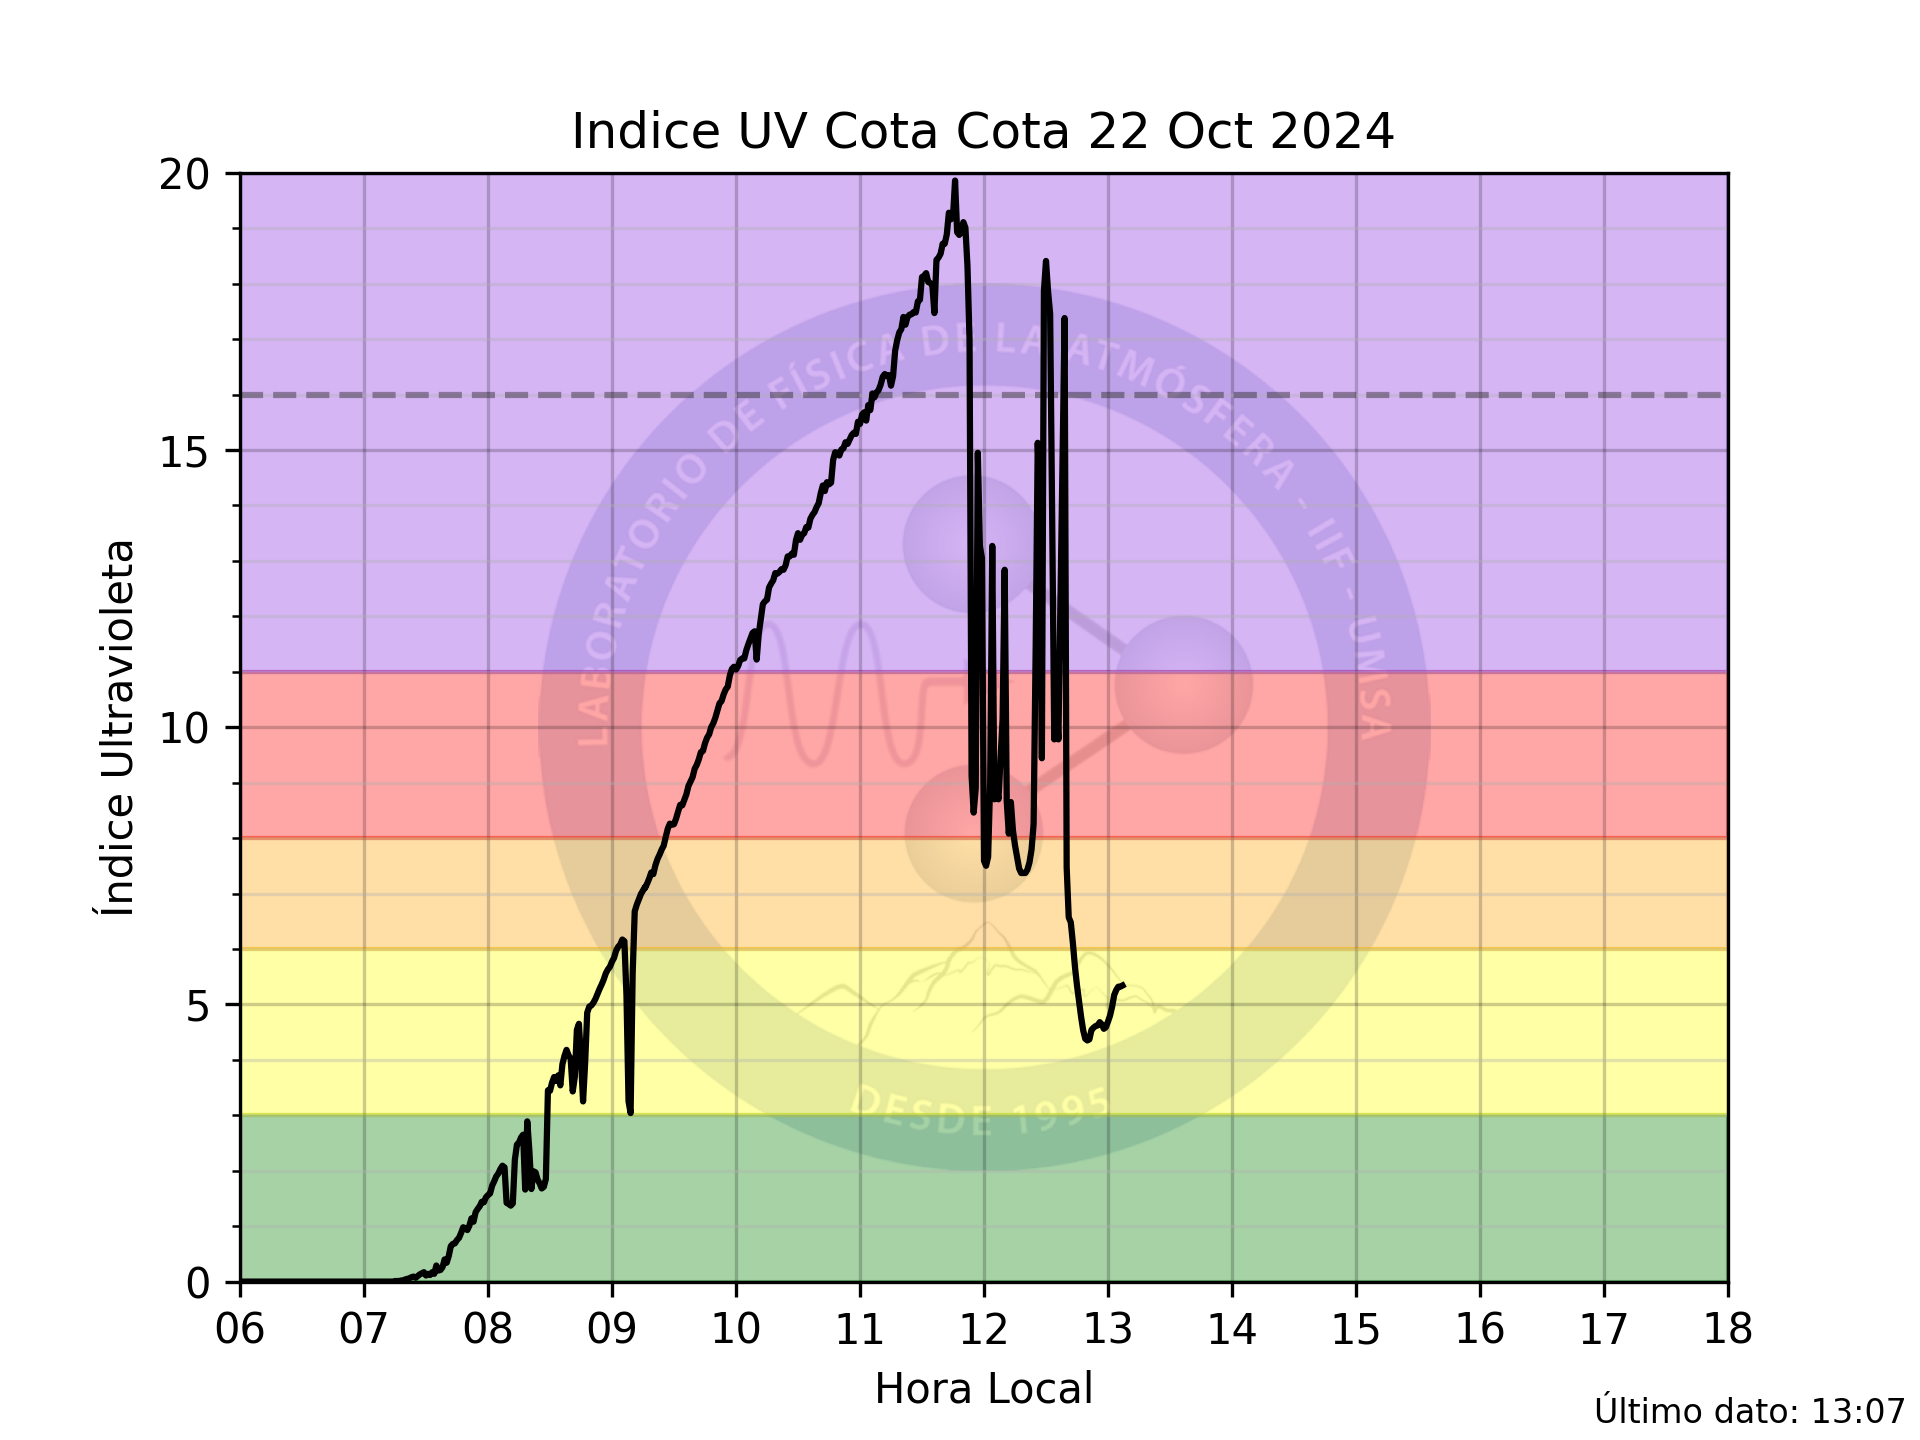 Indice UV Cota Cota 22 Oct 2024
20
15
10
5
0
Índice Ultravioleta
LABORATORIO DE FÍSICA DE LA ATMÓSFERA - IIF - UMSA
DESDE 1995
06 07 08 09 10 11 12 13 14 15 16 17 18
Hora Local
Último dato: 13:07